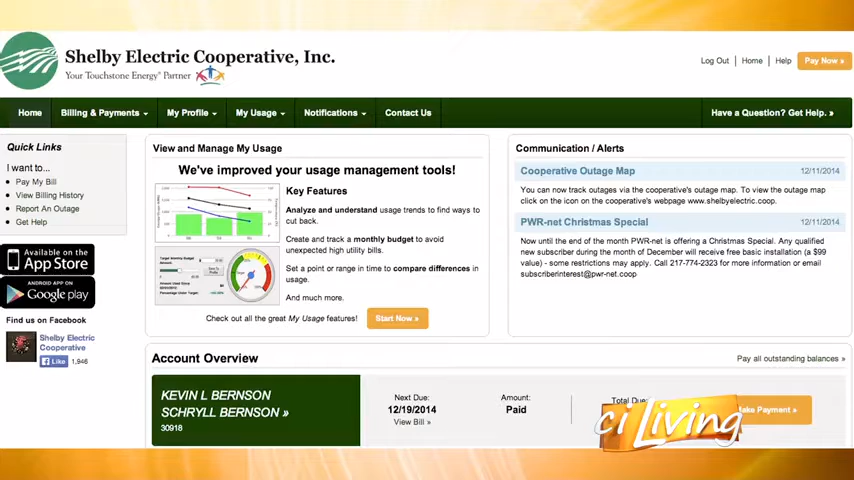 Shelby Electric Cooperative, Inc.
Your Touchstone Energy® Partner
Log Out
Home
Help
Pay Now »
Home
Billing & Payments
My Profile
My Usage
Notifications
Contact Us
Have a Question? Get Help. »
Quick Links
I want to...
Pay My Bill
View Billing History
Report An Outage
Get Help
Available on the
App Store
ANDROID APP ON
Google play
Find us on Facebook
Shelby Electric
Cooperative
Like
1,946
View and Manage My Usage
We've improved your usage management tools!
Key Features
Analyze and understand usage trends to find ways to
cut back.
Create and track a monthly budget to avoid
unexpected high utility bills.
Set a point or range in time to compare differences in
usage.
And much more.
Check out all the great My Usage features!
Start Now »
Communication / Alerts
Cooperative Outage Map
12/11/2014
You can now track outages via the cooperative's outage map. To view the outage map
click on the icon on the cooperative's webpage www.shelbyelectric.coop.
PWR-net Christmas Special
12/11/2014
Now until the end of the month PWR-net is offering a Christmas Special. Any qualified
new subscriber during the month of December will receive free basic installation (a $99
value) - some restrictions may apply. Call 217-774-2323 for more information or email
subscriberinterest@pwr-net.coop
Account Overview
Pay all outstanding balances »
KEVIN L BERNSON
SCHRYLL BERNSON »
30918
Next Due:
12/19/2014
View Bill »
Amount:
Paid
Total Due:
Make Payment »
ci Living